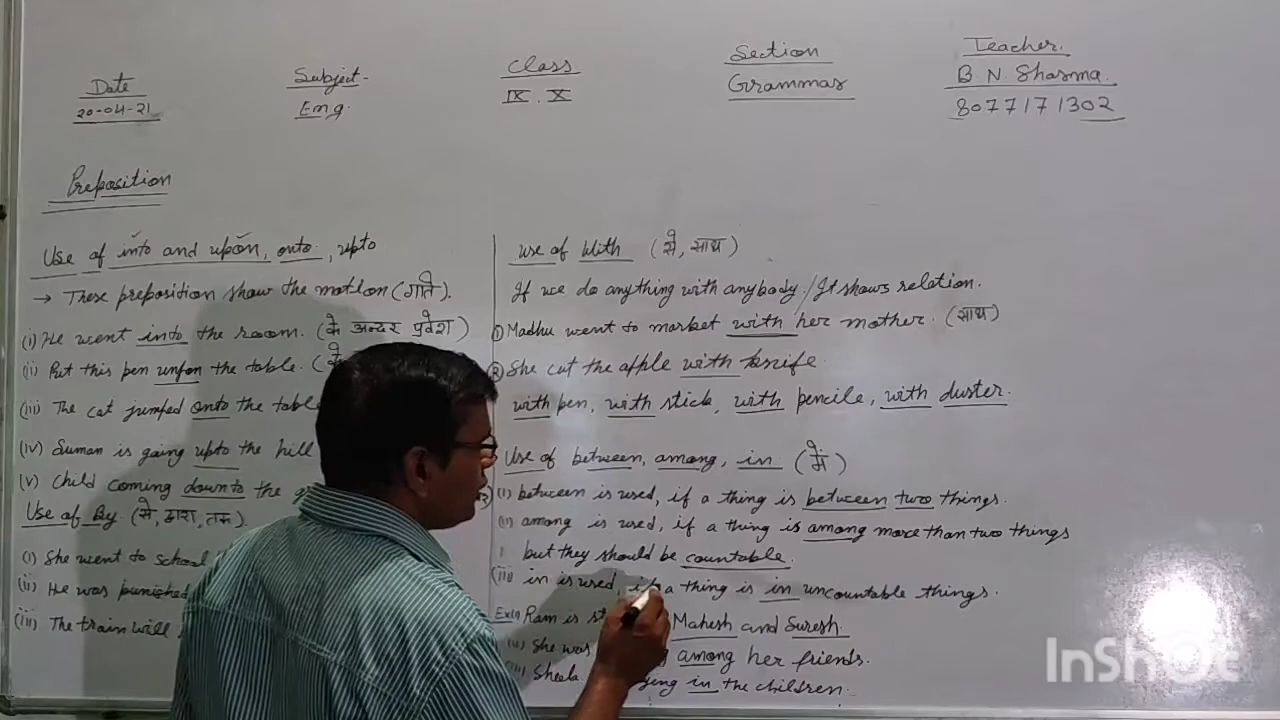 Date
20-04-21
Subject-
Eng.
Class
IX. X
Section
Grammar
Teacher.
B N Sharma.
8077171302
Preposition
Use of into and upon, onto, upto
→ These preposition show the motion (गति).
(i) He went into the room. (के अन्दर प्रवेश)
(ii) Put this pen unpon the table. (के
(iii) The cat jumped onto the table
(iv) Suman is going upto the hill
(v) Child coming downto the
Use of By. (से, द्वारा, तक)
(i) She went to school
(ii) He was punished
(iii) The train will
use of With (से, साथ)
If we do anything with anybody. / It shows relation.
① Madhu went to market with her mother. (साथ)
② She cut the apple with knife.
with pen, with stick, with pencile, with duster.
Use of between, among, in (में)
(i) between is used, if a thing is between two things.
(ii) among is used, if a thing is among more than two things
but they should be countable.
(iii) in is used, if a thing is in uncountable things.
Ex(i) Ram is Mahesh and Suresh.
(ii) She was among her friends.
(iii) Sheela in the children.
InShot